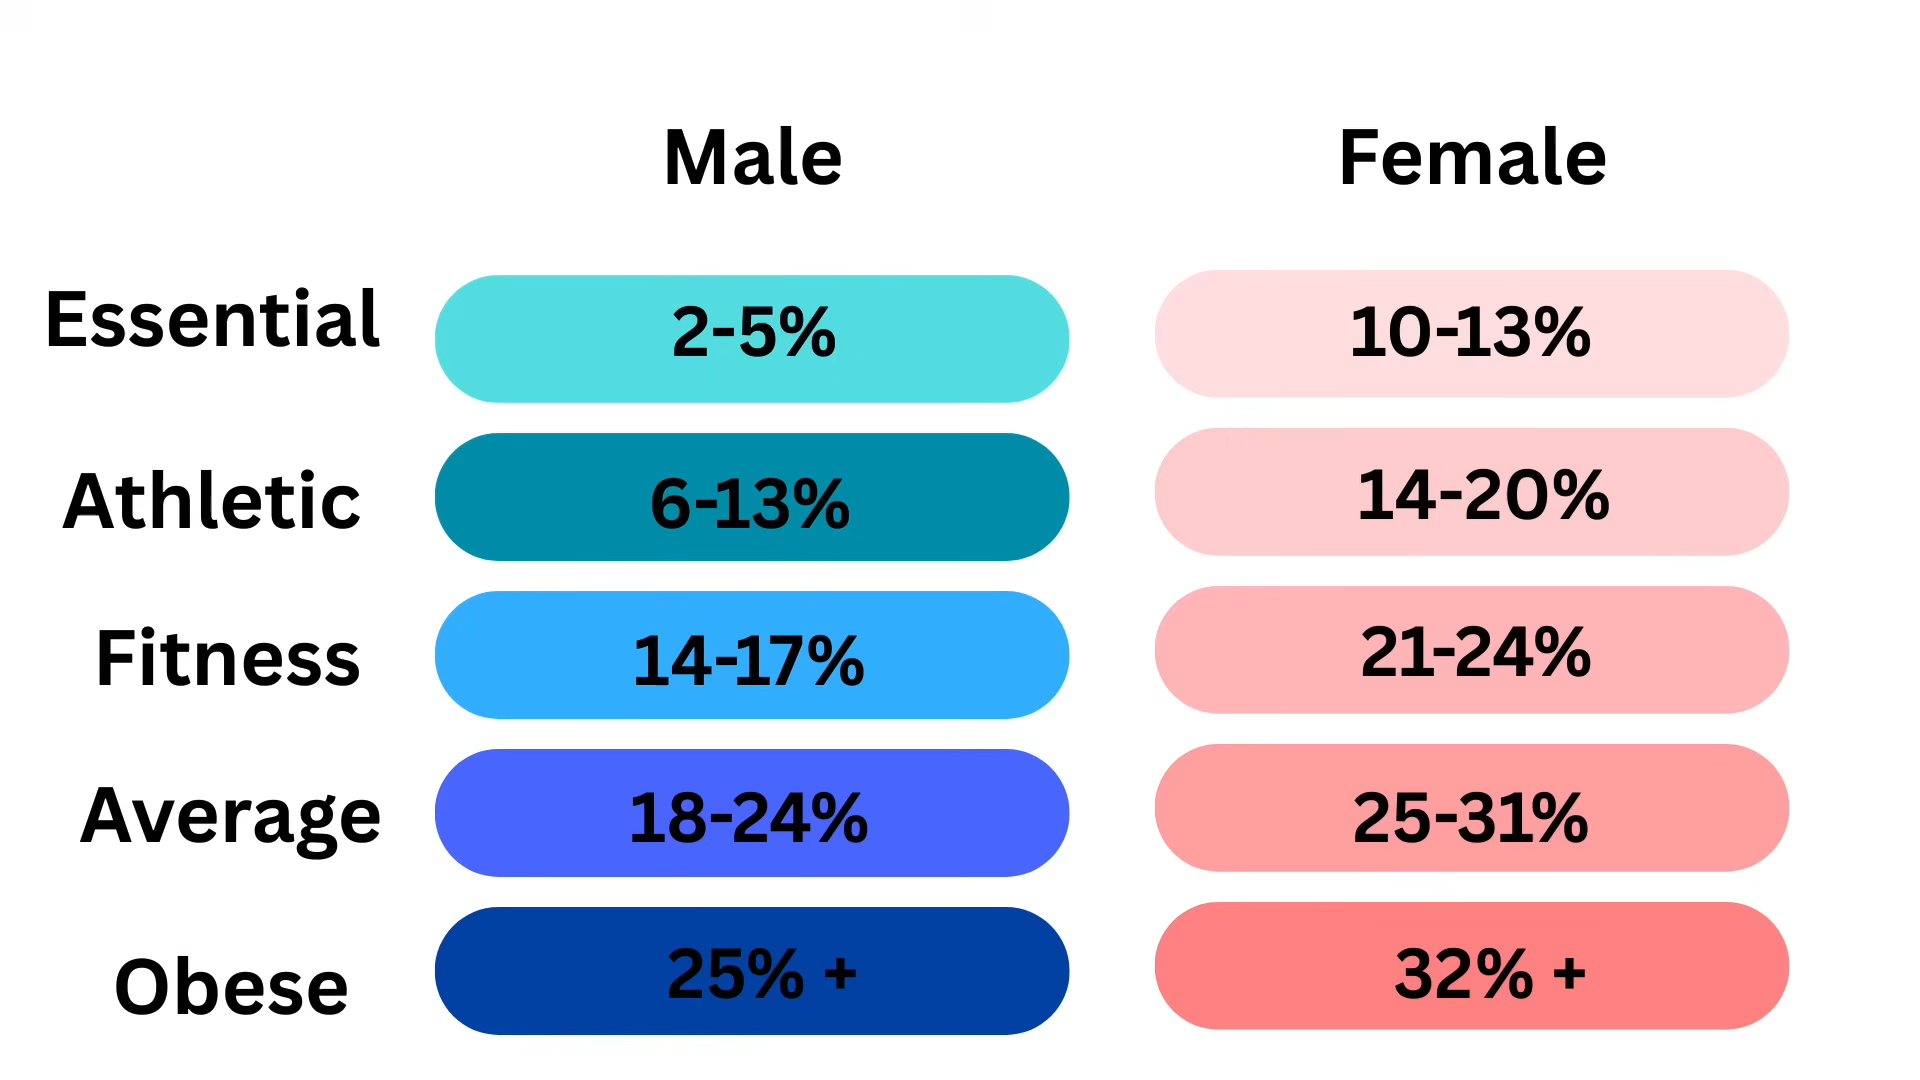 Male Female
Essential 2-5% 10-13%
Athletic 6-13% 14-20%
Fitness 14-17% 21-24%
Average 18-24% 25-31%
Obese 25% + 32% +